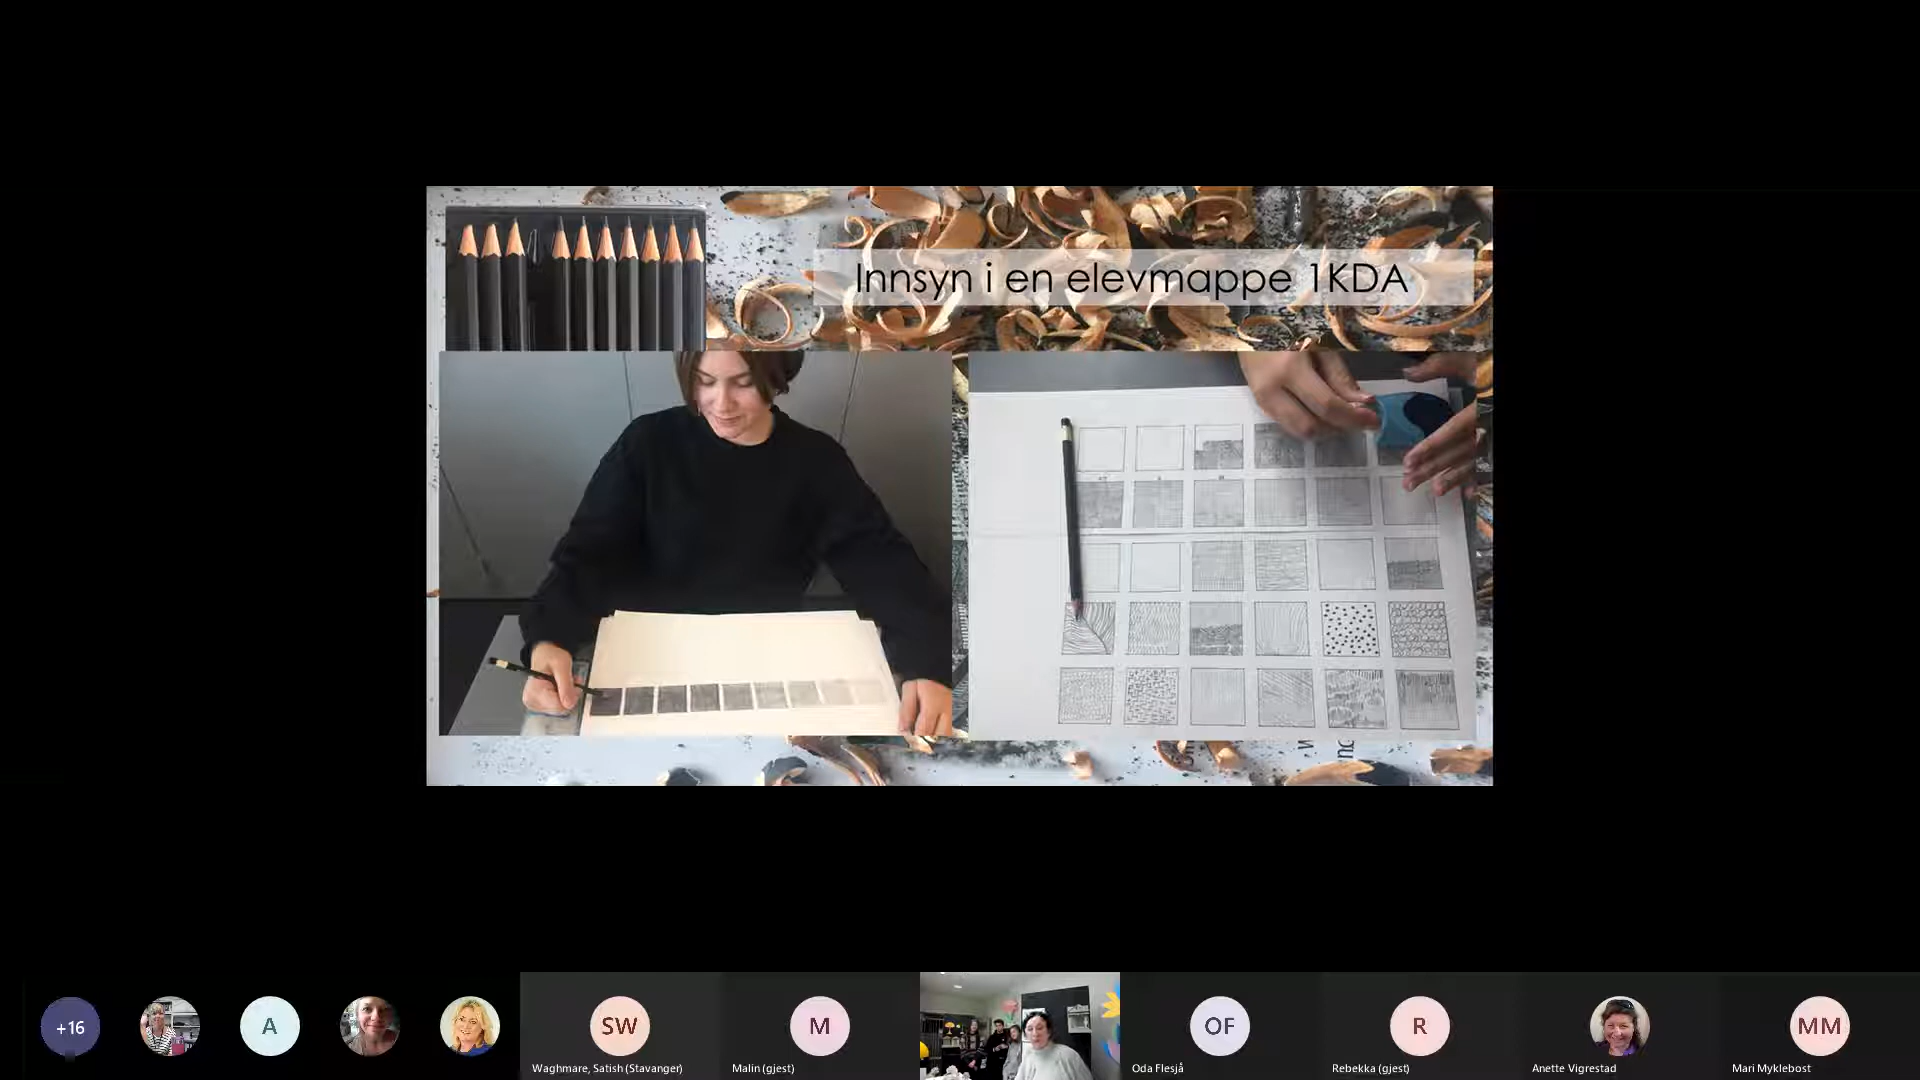 Innsyn i en elevmappe 1KDA
+16
A
SW
M
OF
R
MM
Waghmare, Satish (Stavanger)
Malin (gjest)
Oda Flesjå
Rebekka (gjest)
Anette Vigrestad
Mari Myklebost